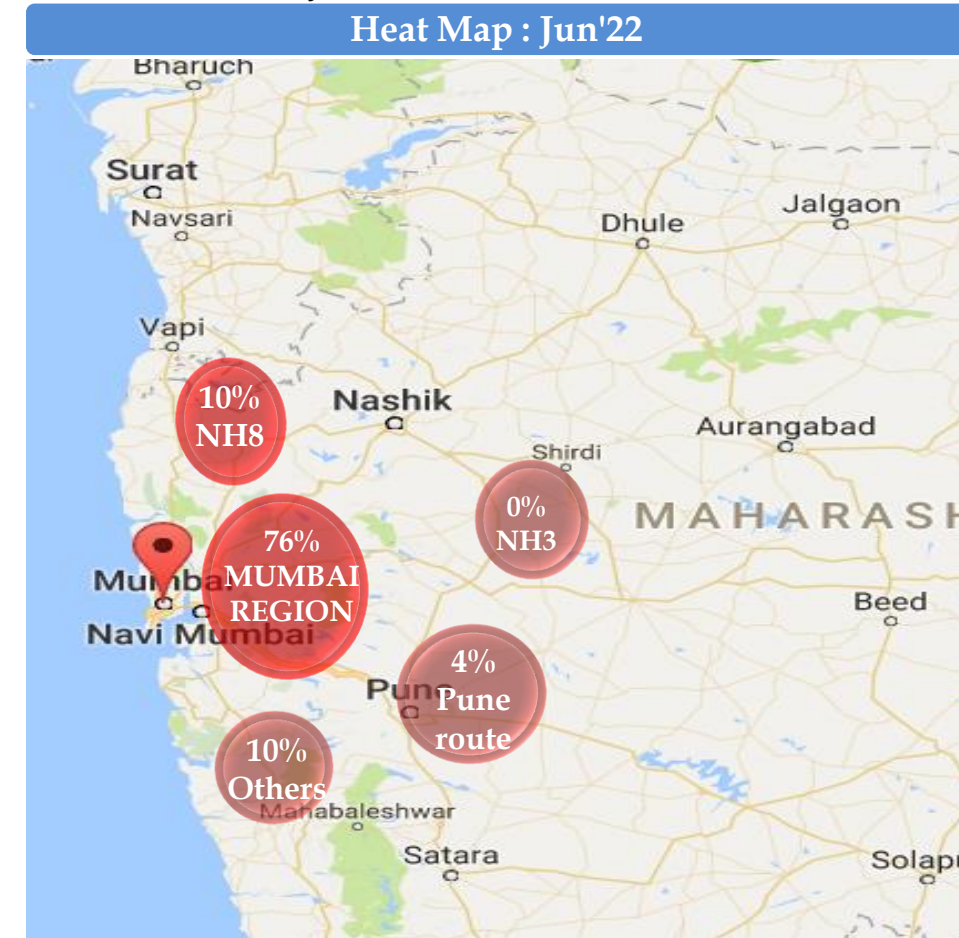 Heat Map : Jun'22
Bharuch
Surat
Navsari
Dhule
Jalgaon
Vapi
10%
NH8
Nashik
Aurangabad
Shirdi
0%
NH3
MAHARASH
76%
MUMBAI
REGION
Mumbai
Navi Mumbai
Beed
4%
Pune
route
Pune
10%
Others
Mahabaleshwar
Satara
Solap